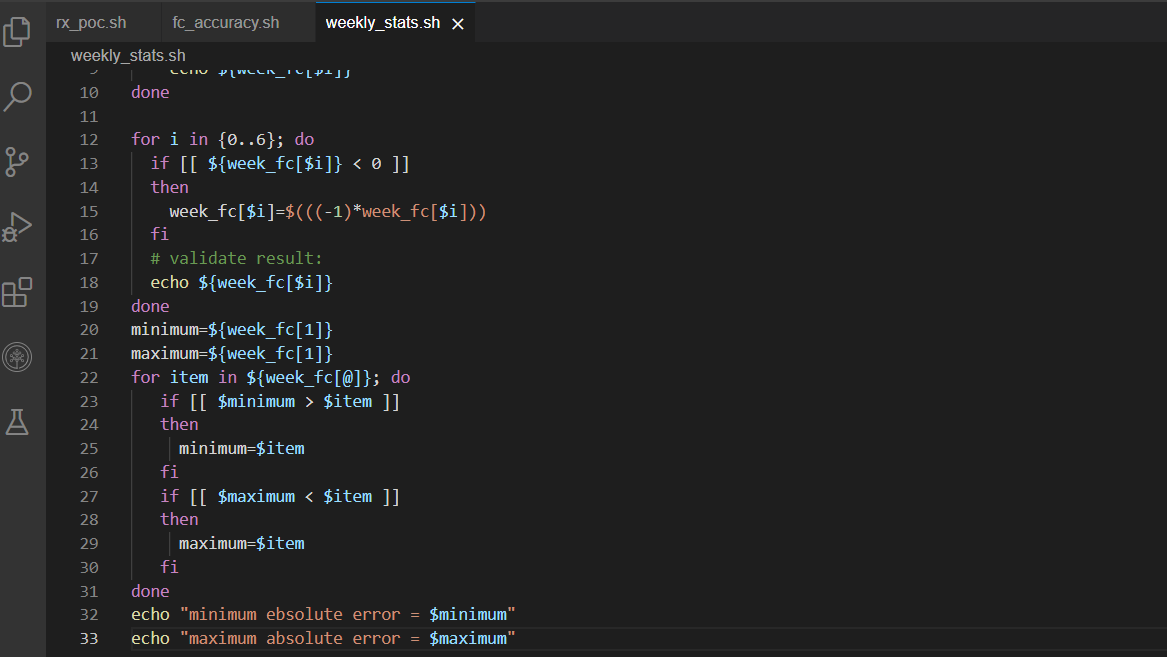 rx_poc.sh fc_accuracy.sh weekly_stats.sh ×
weekly_stats.sh
9 echo ${week_fc[$i]}
10 done
11
12 for i in {0..6}; do
13 if [[ ${week_fc[$i]} < 0 ]]
14 then
15 week_fc[$i]=$(((-1)*week_fc[$i]))
16 fi
17 # validate result:
18 echo ${week_fc[$i]}
19 done
20 minimum=${week_fc[1]}
21 maximum=${week_fc[1]}
22 for item in ${week_fc[@]}; do
23 if [[ $minimum > $item ]]
24 then
25 minimum=$item
26 fi
27 if [[ $maximum < $item ]]
28 then
29 maximum=$item
30 fi
31 done
32 echo "minimum ebsolute error = $minimum"
33 echo "maximum absolute error = $maximum"